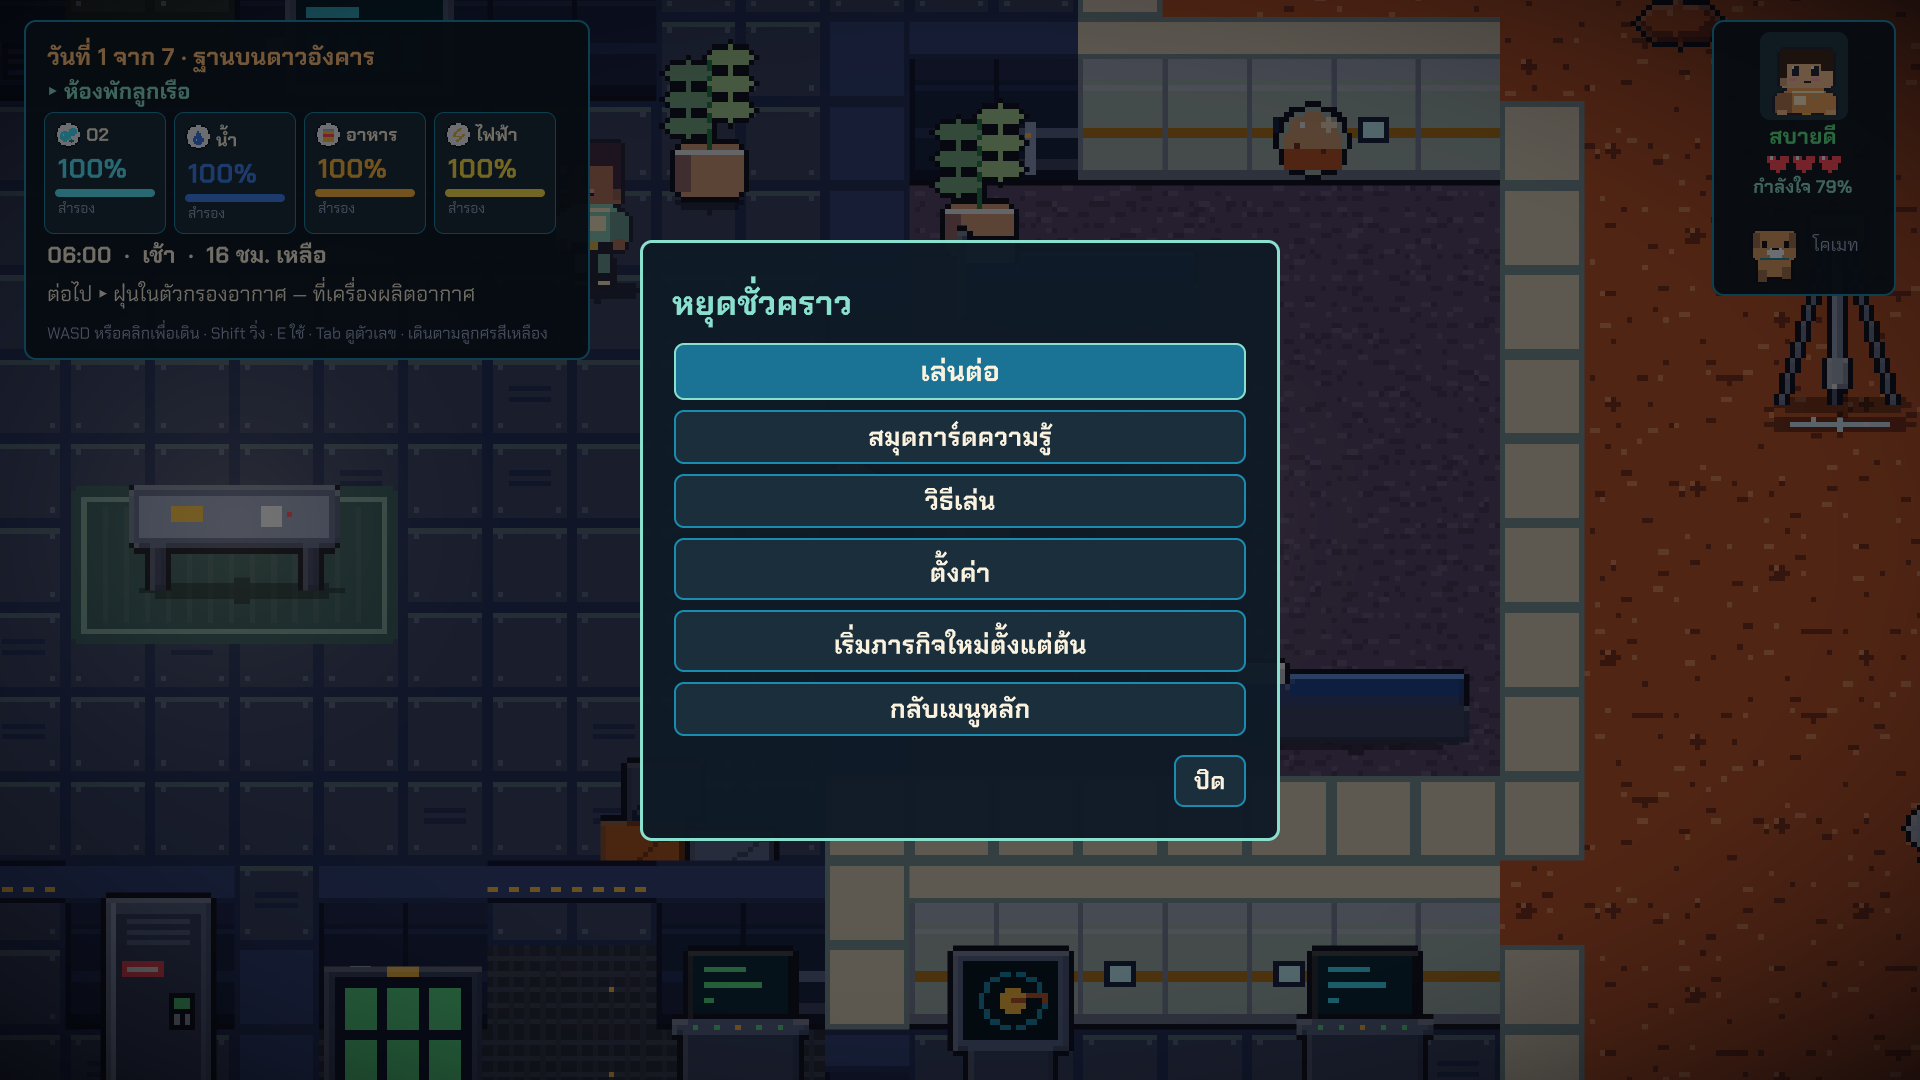 วันที่ 1 จาก 7 · ฐานบนดาวอังคาร
▸ ห้องพักลูกเรือ
O2
น้ำ
อาหาร
ไฟฟ้า
100%
100%
100%
100%
สำรอง
สำรอง
สำรอง
สำรอง
06:00 · เช้า · 16 ชม. เหลือ
ต่อไป ▸ ฝุ่นในตัวกรองอากาศ — ที่เครื่องผลิตอากาศ
WASD หรือคลิกเพื่อเดิน · Shift วิ่ง · E ใช้ · Tab ดูตัวเลข · เดินตามลูกศรสีเหลือง
สบายดี
กำลังใจ 79%
โคเมท
หยุดชั่วคราว
เล่นต่อ
สมุดการ์ดความรู้
วิธีเล่น
ตั้งค่า
เริ่มภารกิจใหม่ตั้งแต่ต้น
กลับเมนูหลัก
ปิด